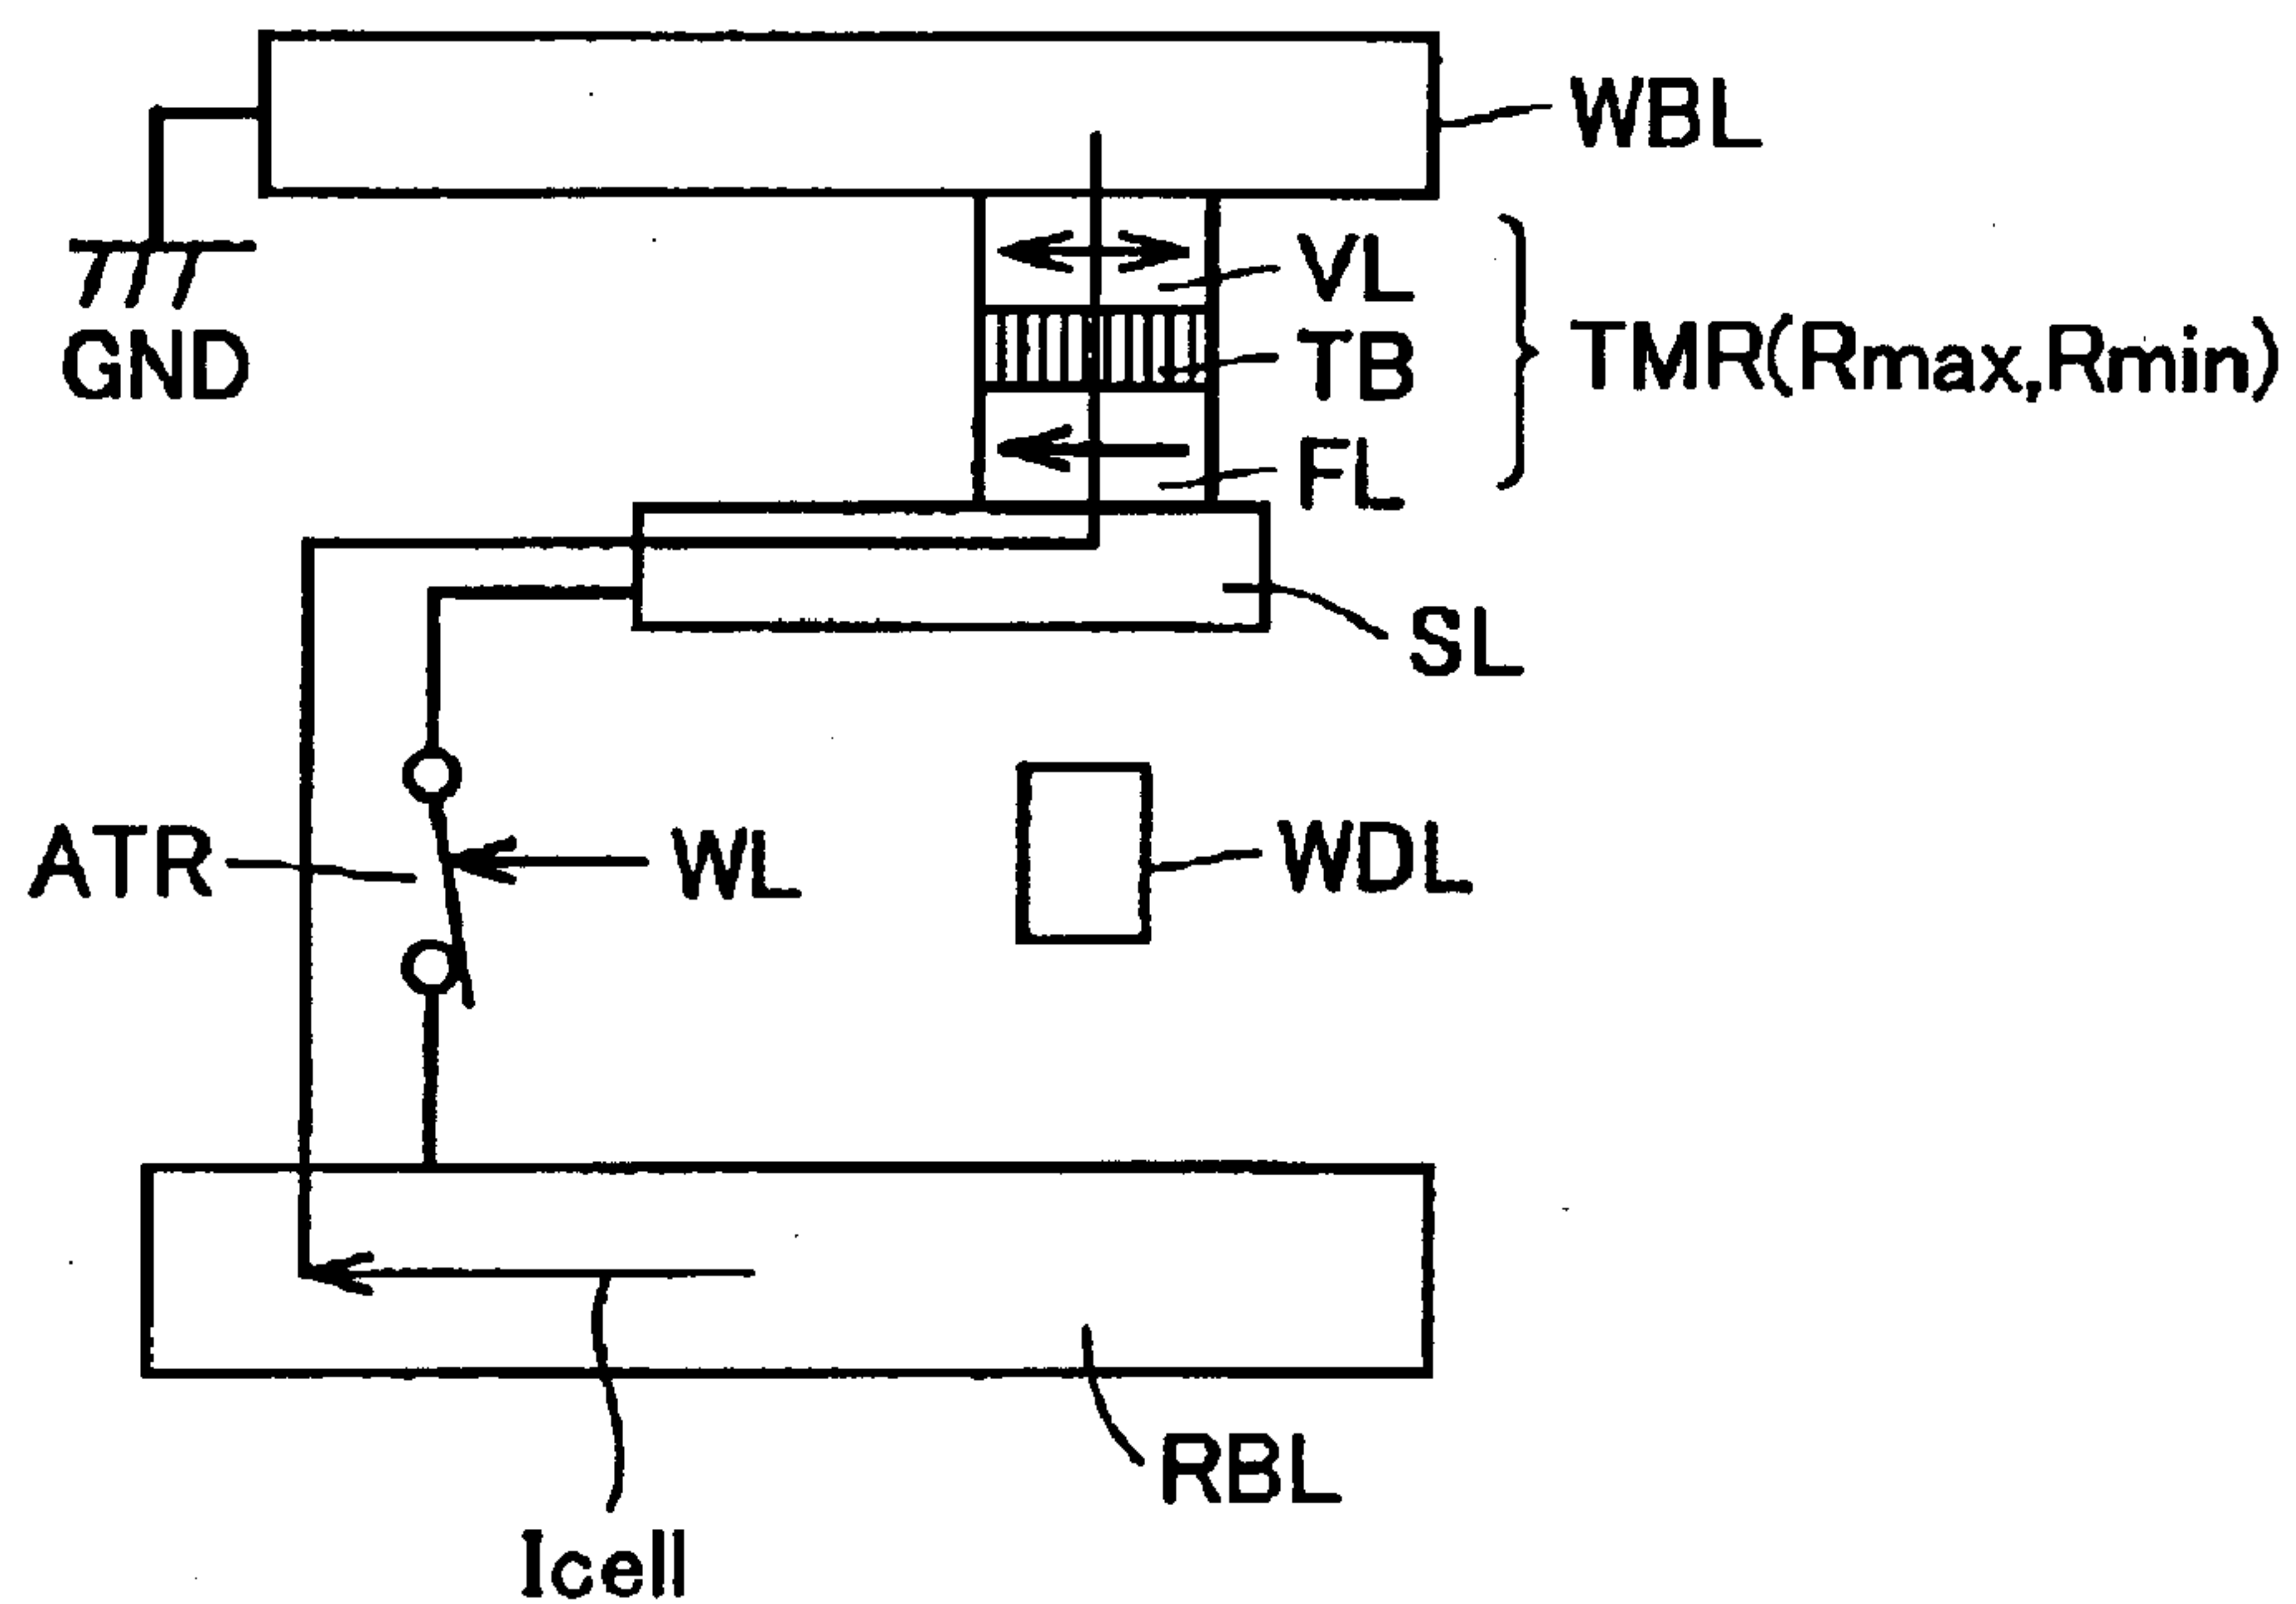 WBL
VL
TB
FL
TMR(Rmax,Rmin)
GND
SL
ATR
WL
WDL
RBL
Icell